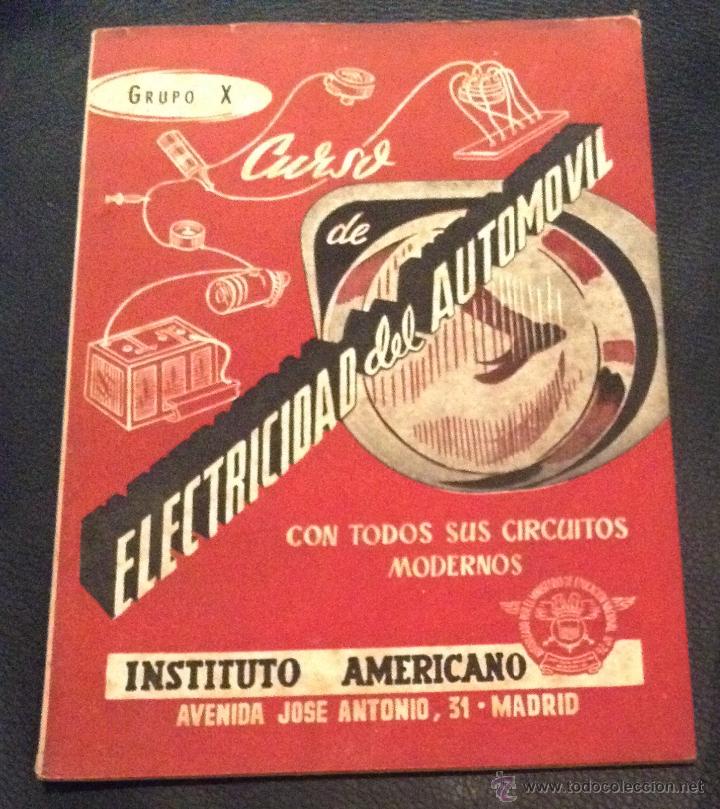 GRUPO X
Curso
de
ELECTRICIDAD del AUTOMOVIL
CON TODOS SUS CIRCUITOS
MODERNOS
INSTITUTO AMERICANO
AVENIDA JOSE ANTONIO, 31 - MADRID
todocoleccion
www.todocoleccion.net